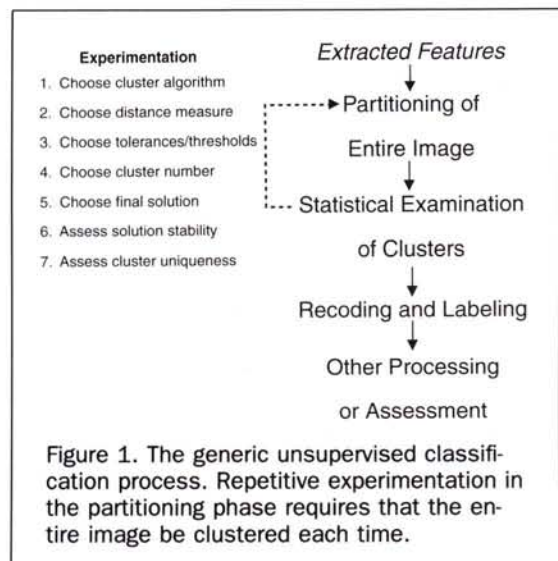 Experimentation
1. Choose cluster algorithm
2. Choose distance measure
3. Choose tolerances/thresholds
4. Choose cluster number
5. Choose final solution
6. Assess solution stability
7. Assess cluster uniqueness
Extracted Features
Partitioning of
Entire Image
Statistical Examination
of Clusters
Recoding and Labeling
Other Processing
or Assessment
Figure 1. The generic unsupervised classifi-
cation process. Repetitive experimentation in
the partitioning phase requires that the en-
tire image be clustered each time.